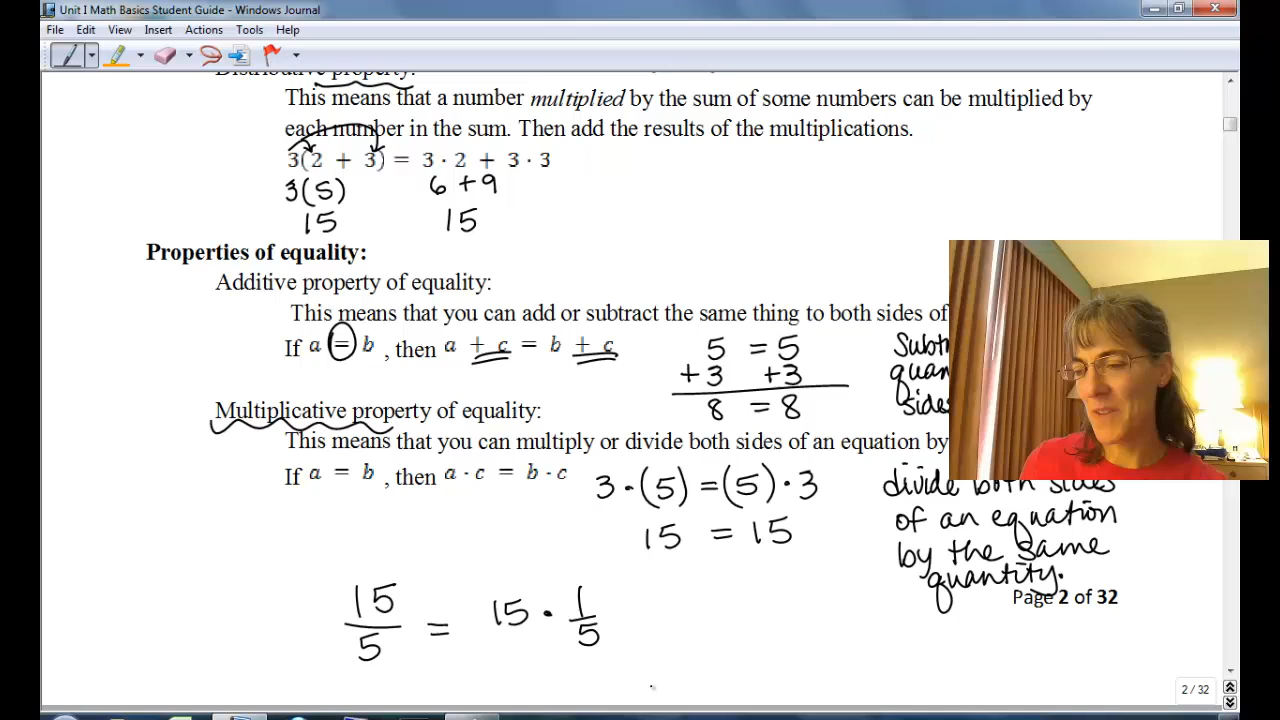 Unit I Math Basics Student Guide - Windows Journal
File Edit View Insert Actions Tools Help
Distributive property:
This means that a number multiplied by the sum of some numbers can be multiplied by
each number in the sum. Then add the results of the multiplications.
3(2 + 3) = 3 · 2 + 3 · 3
3(5) 6 + 9
15 15
Properties of equality:
Additive property of equality:
This means that you can add or subtract the same thing to both sides of
If a = b , then a + c = b + c
5 = 5
+3 +3
8 = 8
sides
Multiplicative property of equality:
This means that you can multiply or divide both sides of an equation by
If a = b , then a · c = b · c
3 · (5) = (5) · 3
15 = 15
divide both sides
of an equation
by the same
quantity.
Page 2 of 32
15/5 = 15 · 1/5
2 / 32